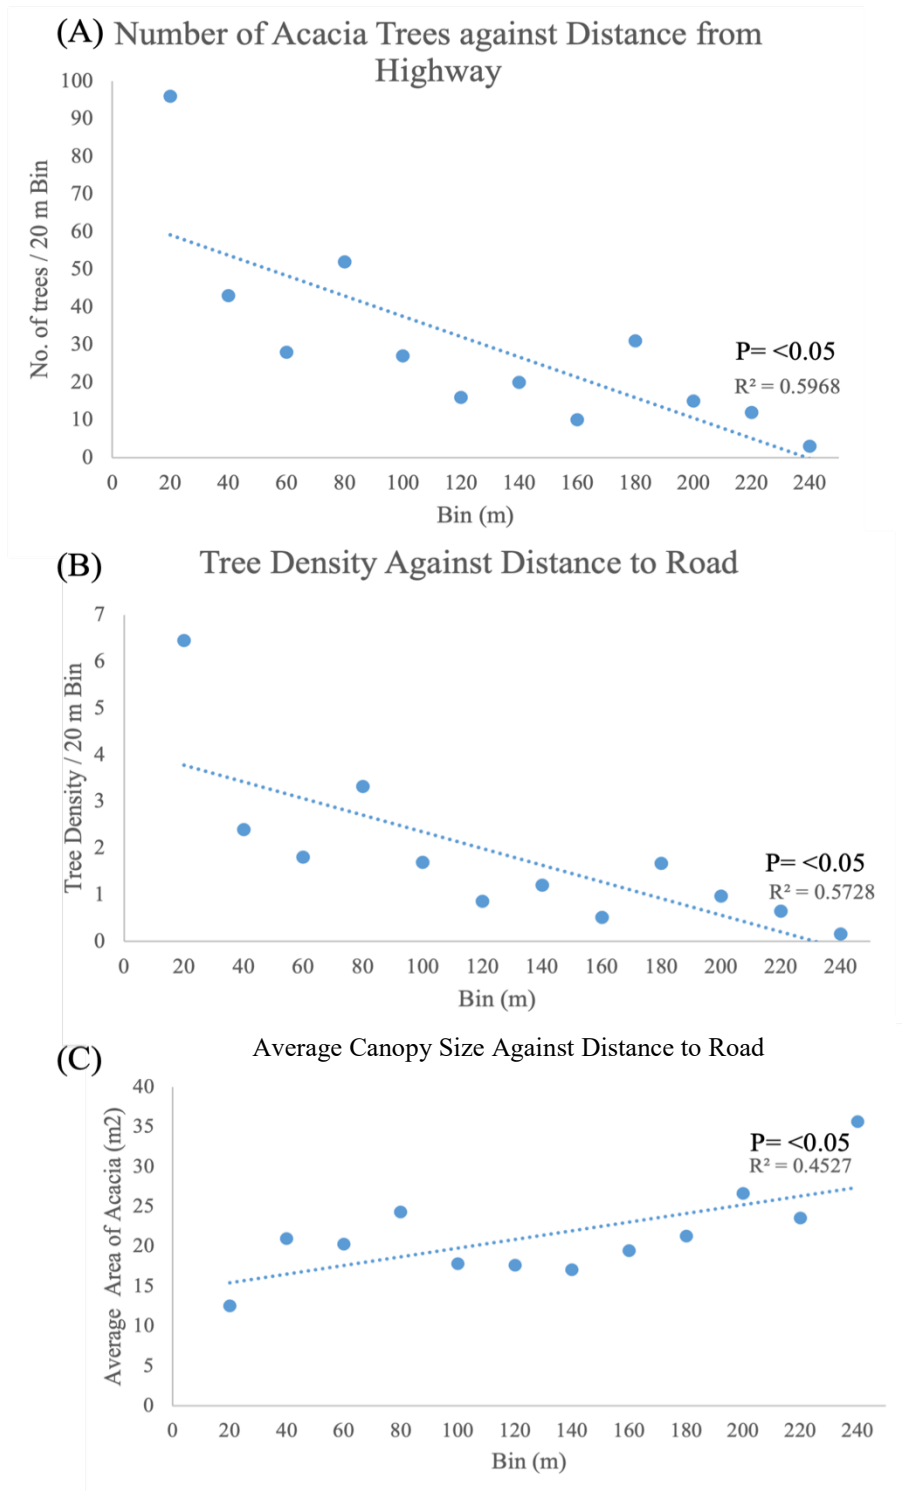 (A) Number of Acacia Trees against Distance from
Highway
No. of trees / 20 m Bin
100
90
80
70
60
50
40
30
20
10
0
P= <0.05
R² = 0.5968
0 20 40 60 80 100 120 140 160 180 200 220 240
Bin (m)
(B) Tree Density Against Distance to Road
Tree Density / 20 m Bin
7
6
5
4
3
2
1
0
P= <0.05
R² = 0.5728
0 20 40 60 80 100 120 140 160 180 200 220 240
Bin (m)
(C) Average Canopy Size Against Distance to Road
Average Area of Acacia (m2)
40
35
30
25
20
15
10
5
0
P= <0.05
R² = 0.4527
0 20 40 60 80 100 120 140 160 180 200 220 240
Bin (m)